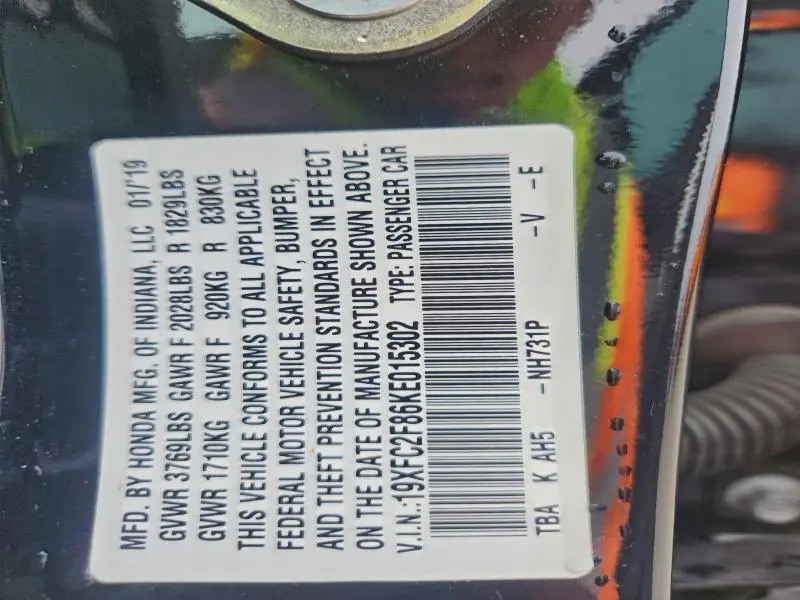 MFD. BY HONDA MFG. OF INDIANA, LLC 01/'19
GVWR 3769LBS GAWR F 2028LBS R 1829LBS
GVWR 1710KG GAWR F 920KG R 830KG
THIS VEHICLE CONFORMS TO ALL APPLICABLE
FEDERAL MOTOR VEHICLE SAFETY, BUMPER,
AND THEFT PREVENTION STANDARDS IN EFFECT
ON THE DATE OF MANUFACTURE SHOWN ABOVE.
V.I.N.:19XFC2F86KE015302 TYPE: PASSENGER CAR
TBA K AH5 -NH731P -V -E